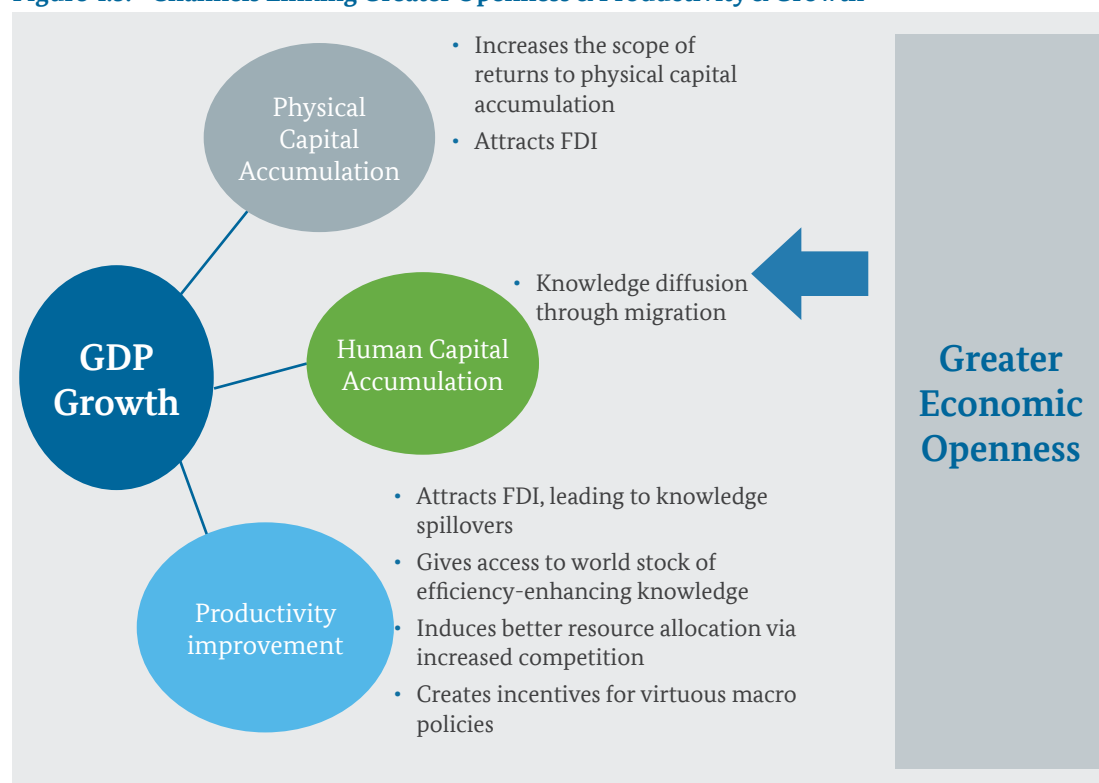 • Increases the scope of
returns to physical capital
accumulation
• Attracts FDI
Physical
Capital
Accumulation
• Knowledge diffusion
through migration
Human Capital
Accumulation
GDP
Growth
Greater
Economic
Openness
• Attracts FDI, leading to knowledge
spillovers
• Gives access to world stock of
efficiency-enhancing knowledge
• Induces better resource allocation via
increased competition
• Creates incentives for virtuous macro
policies
Productivity
improvement